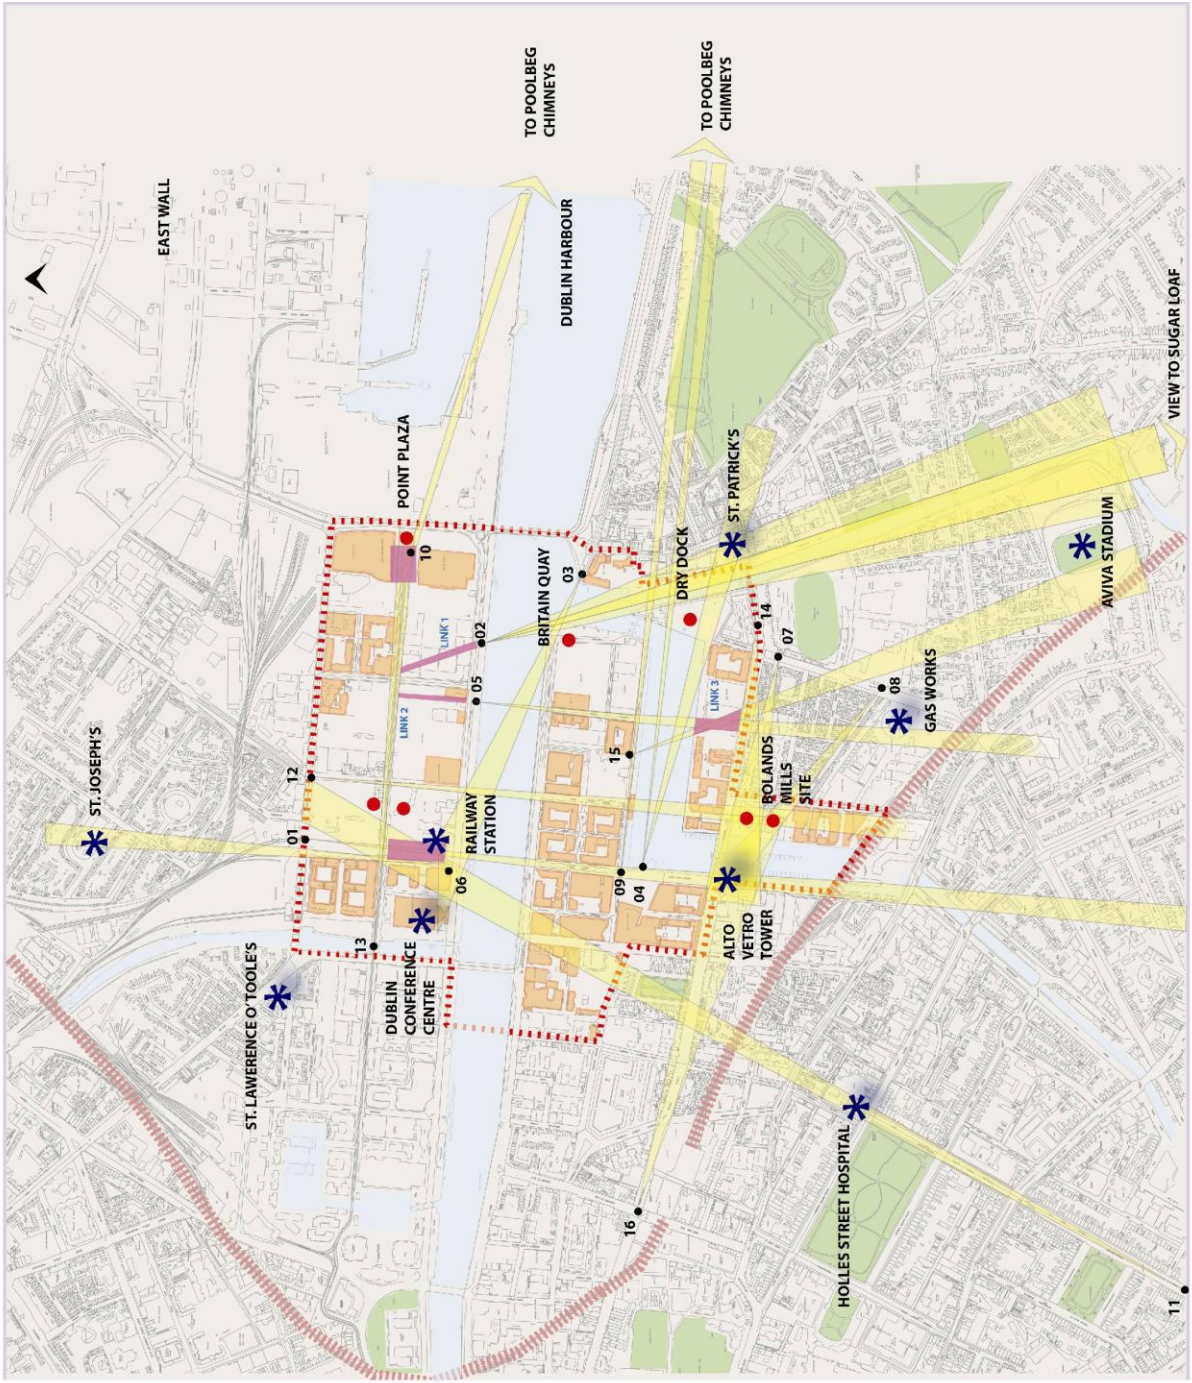 TO POOLBEG
CHIMNEYS
TO POOLBEG
CHIMNEYS
EAST WALL
DUBLIN HARBOUR
VIEW TO SUGAR LOAF
POINT PLAZA
10
ST. PATRICK'S
DRY DOCK
BRITAIN QUAY
03
AVIVA STADIUM
LINK 1
02
14
07
05
LINK 2
LINK 3
08
GAS WORKS
15
ST. JOSEPH'S
12
01
RAILWAY
STATION
BOLANDS
MILLS
SITE
06
09
04
13
DUBLIN
CONFERENCE
CENTRE
ALTO
VETRO
TOWER
ST. LAWERENCE O'TOOLE'S
HOLLES STREET HOSPITAL
16
11